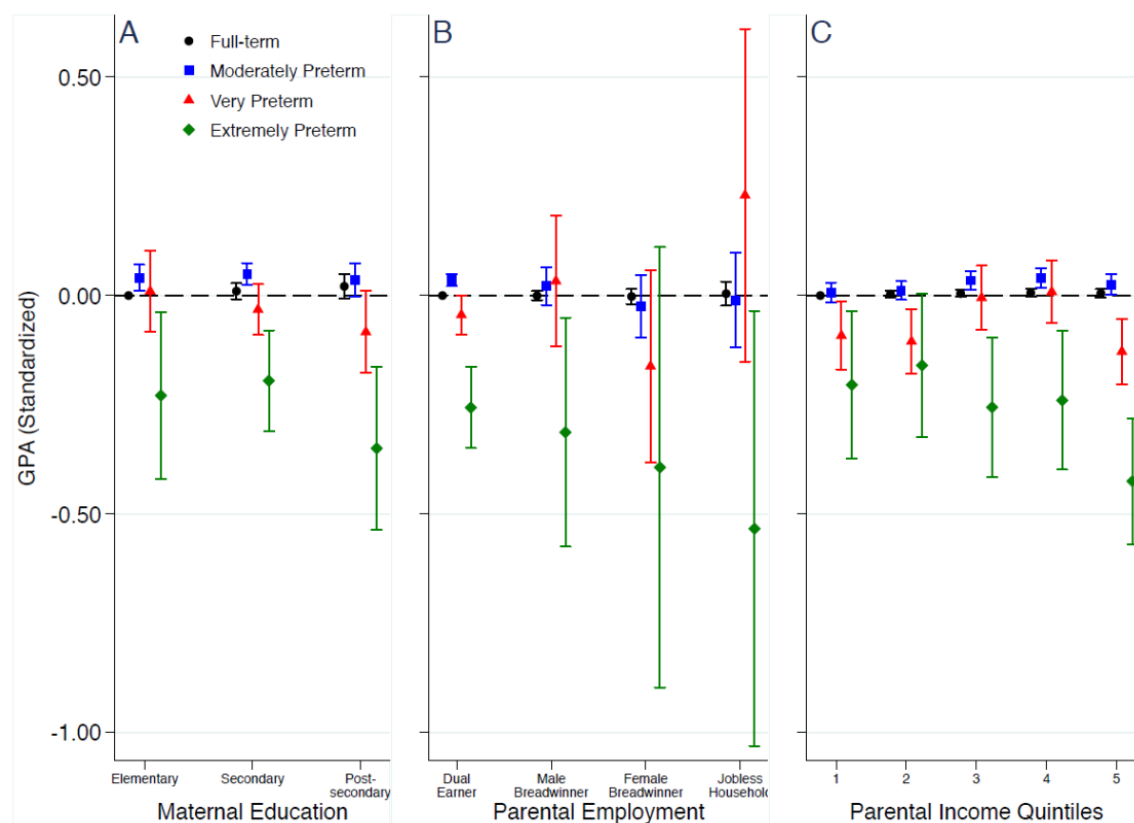 A
B
C
Full-term
Moderately Preterm
Very Preterm
Extremely Preterm
GPA (Standardized)
0.50
0.00
-0.50
-1.00
Elementary
Secondary
Post-
secondary
Maternal Education
Dual
Earner
Male
Breadwinner
Female
Breadwinner
Jobless
Household
Parental Employment
1
2
3
4
5
Parental Income Quintiles